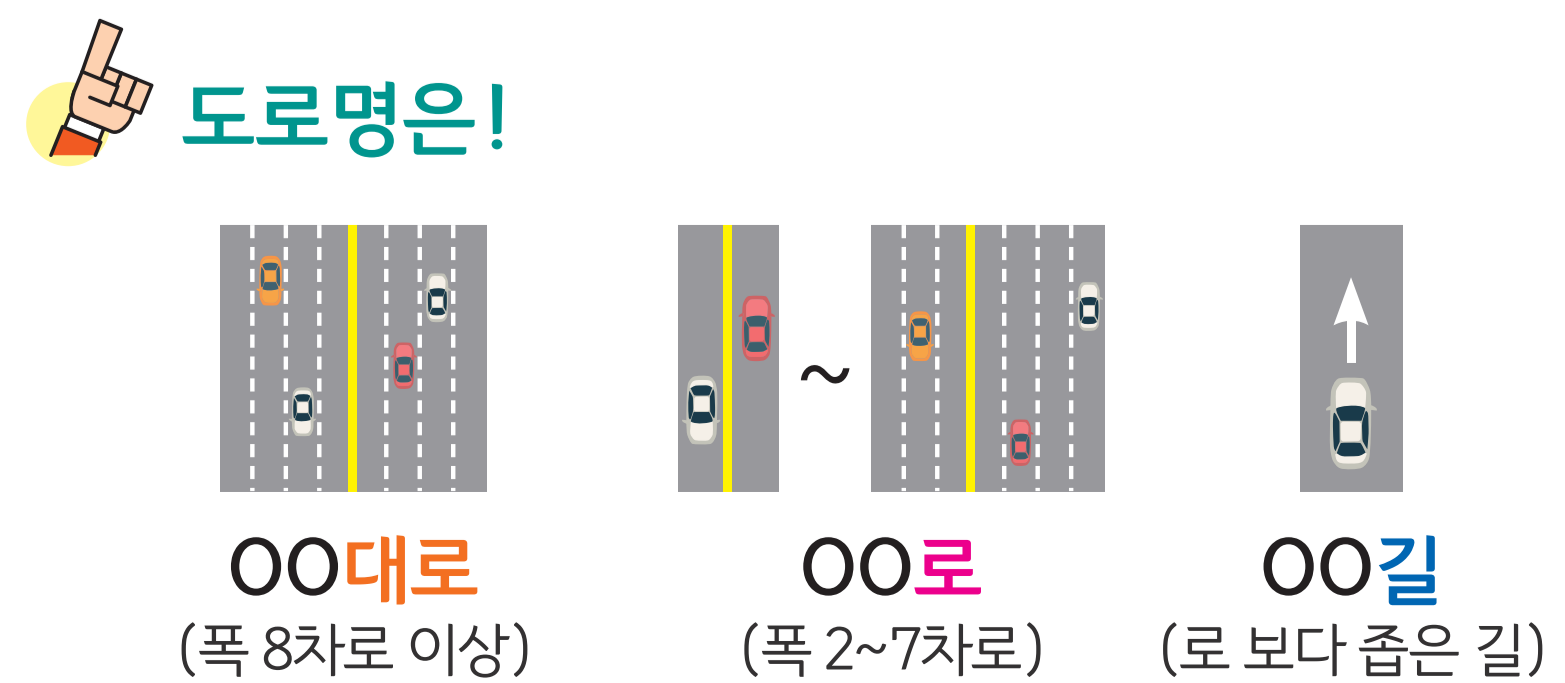 도로명은!
~
OO대로
(폭 8차로 이상)
OO로
(폭 2~7차로)
OO길
(로 보다 좁은 길)